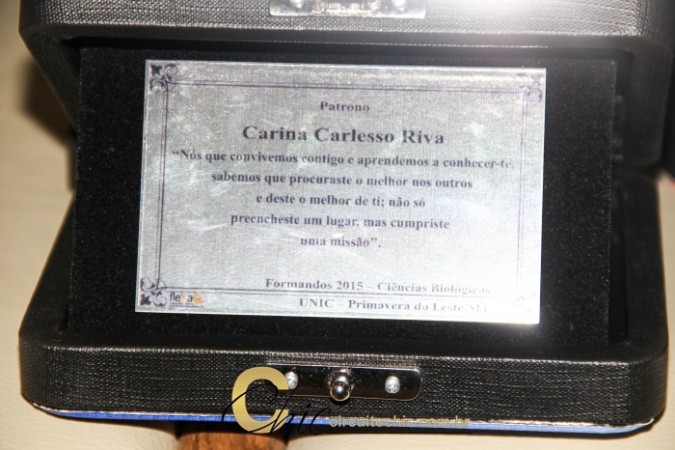 Patrono
Carina Carlesso Riva
“Nós que convivemos contigo e aprendemos a conhecer-te,
sabemos que procuraste o melhor nos outros
e deste o melhor de ti; não só
preencheste um lugar, mas cumpriste
uma missão”.
Formandos 2015 – Ciências Biológicas
UNIC – Primavera do Leste MT
Chic
circuitochic.com.br